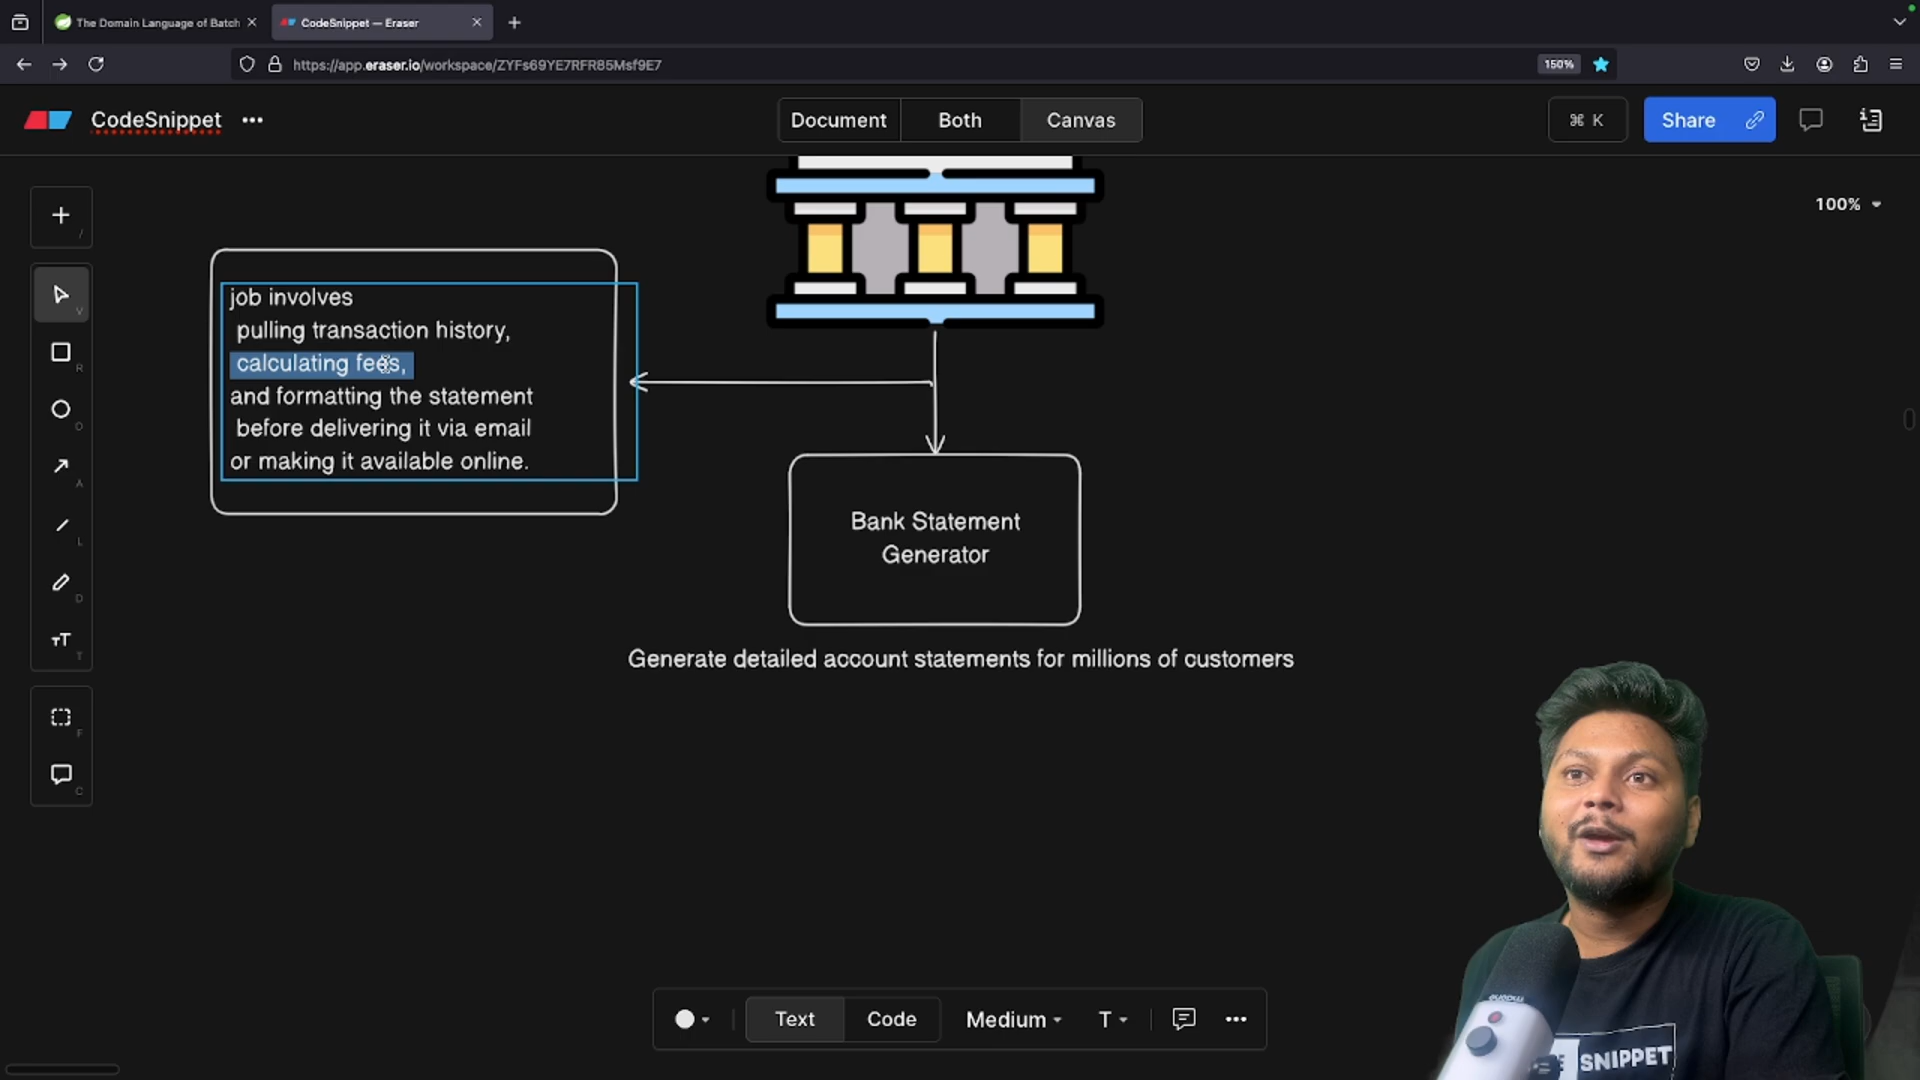 The Domain Language of Batch
CodeSnippet — Eraser
https://app.eraser.io/workspace/ZYFs69YE7RFR85Msf9E7
150%
CodeSnippet
Document
Both
Canvas
⌘ K
Share
100%
job involves
pulling transaction history,
calculating fees,
and formatting the statement
before delivering it via email
or making it available online.
Bank Statement
Generator
Generate detailed account statements for millions of customers
/
V
R
O
A
L
D
T
F
C
Text
Code
Medium
T
maono
SNIPPET